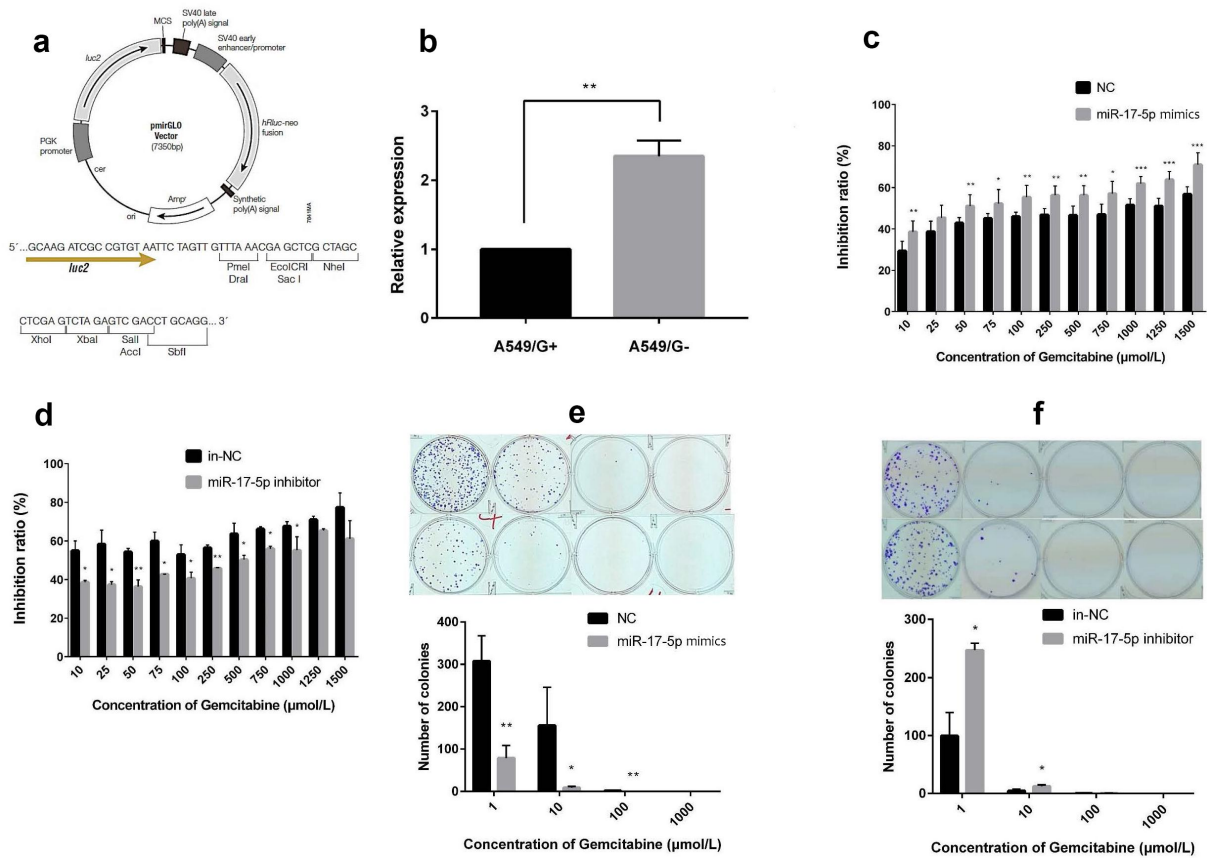 a
MCS
SV40 late
poly(A) signal
SV40 early
enhancer/promoter
luc2
pmirGLO
Vector
(7350bp)
hRluc-neo
fusion
PGK
promoter
cer
ori
Ampr
Synthetic
poly(A) signal
7841MA
5´...GCAAG ATCGC CGTGT AATTC TAGTT GTTTA AACGA GCTCG CTAGC
luc2
PmeI
DraI
EcoICRI
Sac I
NheI
CTCGA GTCTA GAGTC GACCT GCAGG... 3´
XhoI
XbaI
SalI
AccI
SbfI
b
**
Relative expression
3
2
1
0
A549/G+
A549/G-
c
NC
miR-17-5p mimics
Inhibition ratio (%)
100
80
60
40
20
0
** ** * ** ** ** * *** *** ***
10 25 50 75 100 250 500 750 1000 1250 1500
Concentration of Gemcitabine (μmol/L)
d
in-NC
miR-17-5p inhibitor
Inhibition ratio (%)
100
80
60
40
20
0
* * ** * * ** * * *
10 25 50 75 100 250 500 750 1000 1250 1500
Concentration of Gemcitabine (μmol/L)
e
NC
miR-17-5p mimics
Number of colonies
400
300
200
100
0
** * **
1 10 100 1000
Concentration of Gemcitabine (μmol/L)
f
in-NC
miR-17-5p inhibitor
Number of colonies
300
200
100
0
* *
1 10 100 1000
Concentration of Gemcitabine (μmol/L)